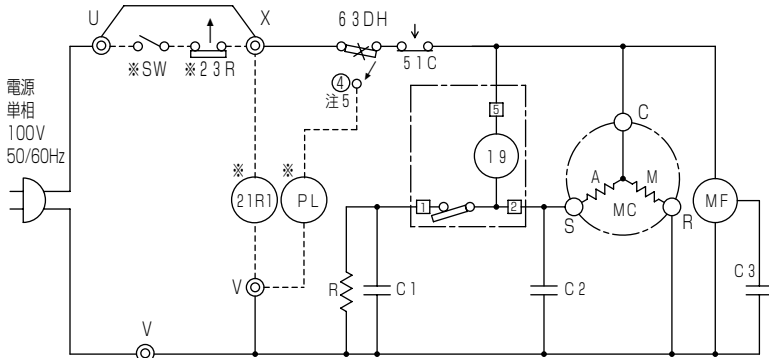 U
X
63DH
※SW
※23R
51C
④
注5
電源
単相
100V
50/60Hz
5
C
19
A
M
※
21R1
※
PL
1
2
MC
S
R
MF
V
R
C1
C2
C3
V